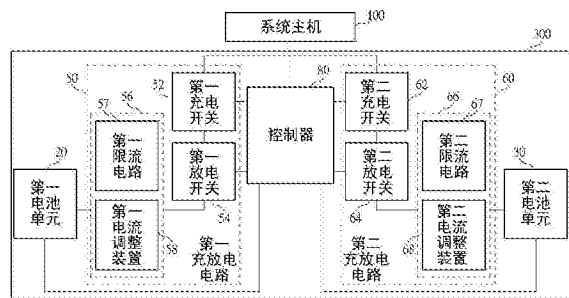 系统主机
100
300
50
52
第一充电开关
80
第二充电开关
62
60
56
57
66
67
第一限流电路
控制器
第二限流电路
20
第一电池单元
第一放电开关
第二放电开关
30
第二电池单元
54
64
第一电流调整装置
58
第一充放电电路
第二充放电电路
68
第二电流调整装置